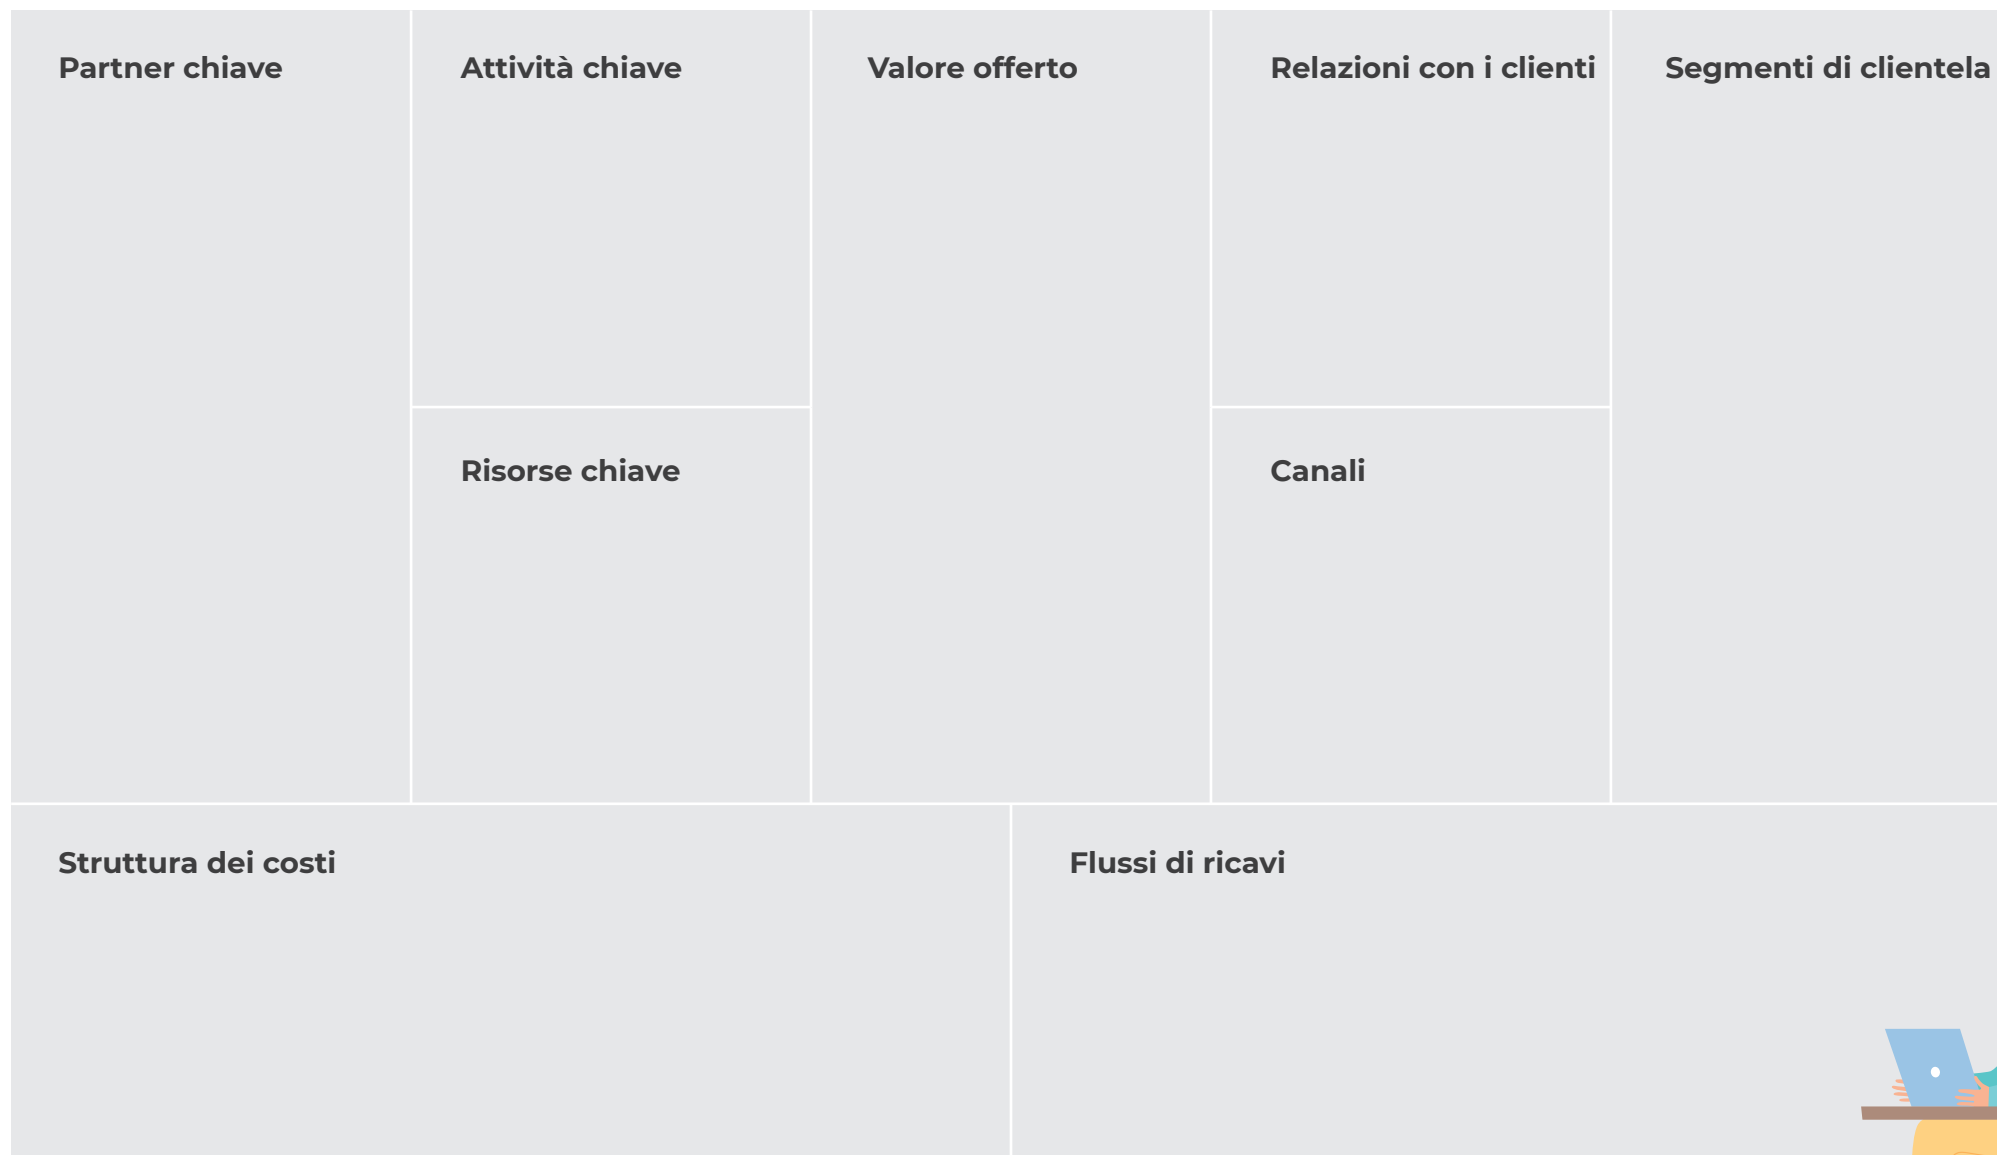 Partner chiave
Attività chiave
Valore offerto
Relazioni con i clienti
Segmenti di clientela
Risorse chiave
Canali
Struttura dei costi
Flussi di ricavi